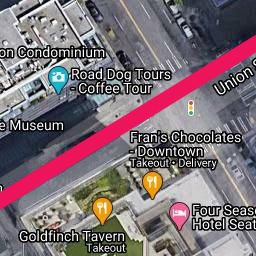 on Condominium
Road Dog Tours
- Coffee Tour
Union S
e Museum
Fran's Chocolates
- Downtown
Takeout • Delivery
n
Four Seas
Hotel Seat
Goldfinch Tavern
Takeout